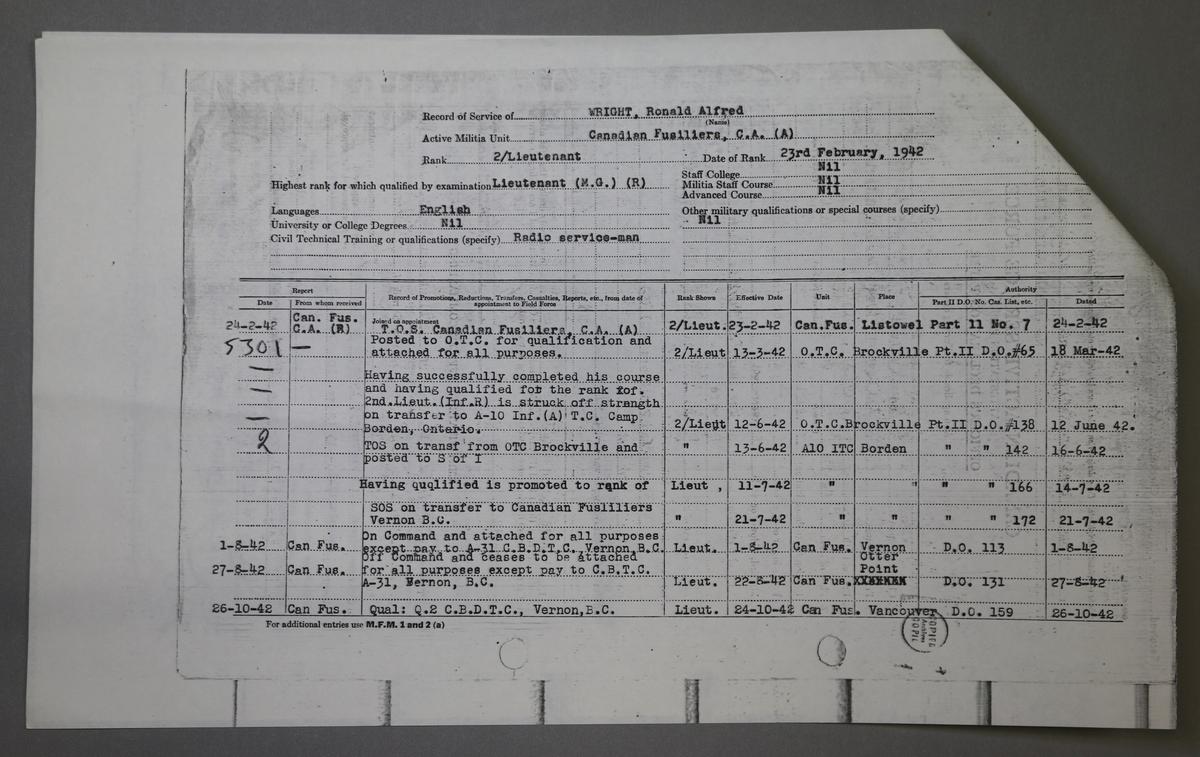 Record of Service of WRIGHT, Ronald Alfred
(Name)
Active Militia Unit Canadian Fusiliers, C.A. (A)
Rank 2/Lieutenant Date of Rank 23rd February, 1942
Staff College Nil
Highest rank for which qualified by examination Lieutenant (M.G.) (R) Militia Staff Course Nil
Advanced Course Nil
Languages English Other military qualifications or special courses (specify)
University or College Degrees Nil Nil
Civil Technical Training or qualifications (specify) Radio service-man
Report Authority
Date From whom received Record of Promotions, Reductions, Transfers, Casualties, Reports, etc., from date of appointment to Field Force Rank Shown Effective Date Unit Place Part II D.O. No. Cas. List, etc. Dated
Can. Fus. Joined on appointment
24-2-42 C.A. (R) T.O.S. Canadian Fusiliers, C.A. (A) 2/Lieut. 23-2-42 Can.Fus. Listowel Part 11 No. 7 24-2-42
5301 — Posted to O.T.C. for qualification and
attached for all purposes. 2/Lieut 13-3-42 O.T.C. Brockville Pt.II D.O.#65 18 Mar-42
— Having successfully completed his course
— and having qualified for the rank of.
2nd.Lieut.(Inf.R) is struck off strength
— on transfer to A-10 Inf.(A) T.C. Camp
Borden, Ontario. 2/Lieut 12-6-42 O.T.C.Brockville Pt.II D.O.#138 12 June 42.
2 TOS on transf from OTC Brockville and " 13-6-42 A10 ITC Borden " " 142 16-6-42
posted to S of I
Having quqlified is promoted to rank of Lieut , 11-7-42 " " " " 166 14-7-42
SOS on transfer to Canadian Fusliliers
Vernon B.C. " 21-7-42 " " " " 172 21-7-42
On Command and attached for all purposes
1-8-42 Can Fus. except pay to A-31 C.B.D.T.C. Vernon B.C. Lieut. 1-8-42 Can Fus. Vernon D.O. 113 1-8-42
Off Command and ceases to be attached Otter
27-8-42 Can Fus. for all purposes except pay to C.B.T.C. Point
A-31, Vernon, B.C. Lieut. 22-8-42 Can Fus. XXXXXXX D.O. 131 27-8-42
26-10-42 Can Fus. Qual: Q.2 C.B.D.T.C., Vernon,B.C. Lieut. 24-10-42 Can Fus. Vancouver D.O. 159 26-10-42
For additional entries use M.F.M. 1 and 2 (a)